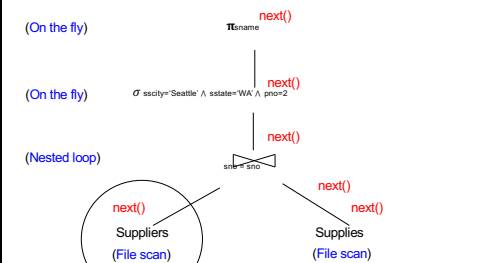 next()
(On the fly) πsname
next()
(On the fly) σ sscity='Seattle' ∧ sstate='WA' ∧ pno=2
next()
(Nested loop) sno = sno
next()
next() next()
Suppliers Supplies
(File scan) (File scan)